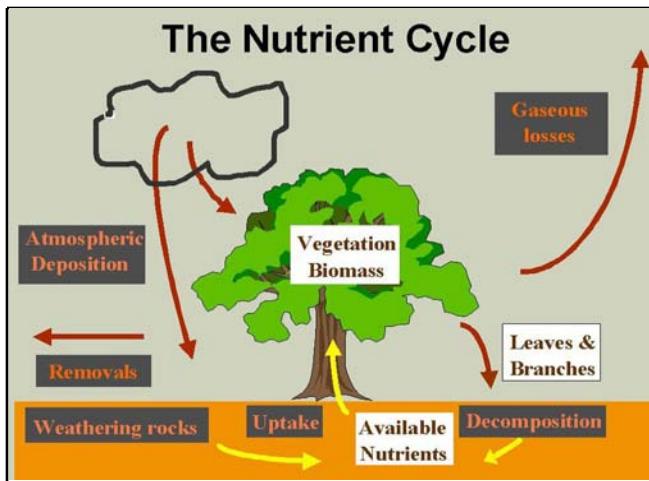 The Nutrient Cycle
Gaseous
losses
Vegetation
Biomass
Atmospheric
Deposition
Leaves &
Branches
Removals
Weathering rocks
Uptake
Available
Nutrients
Decomposition